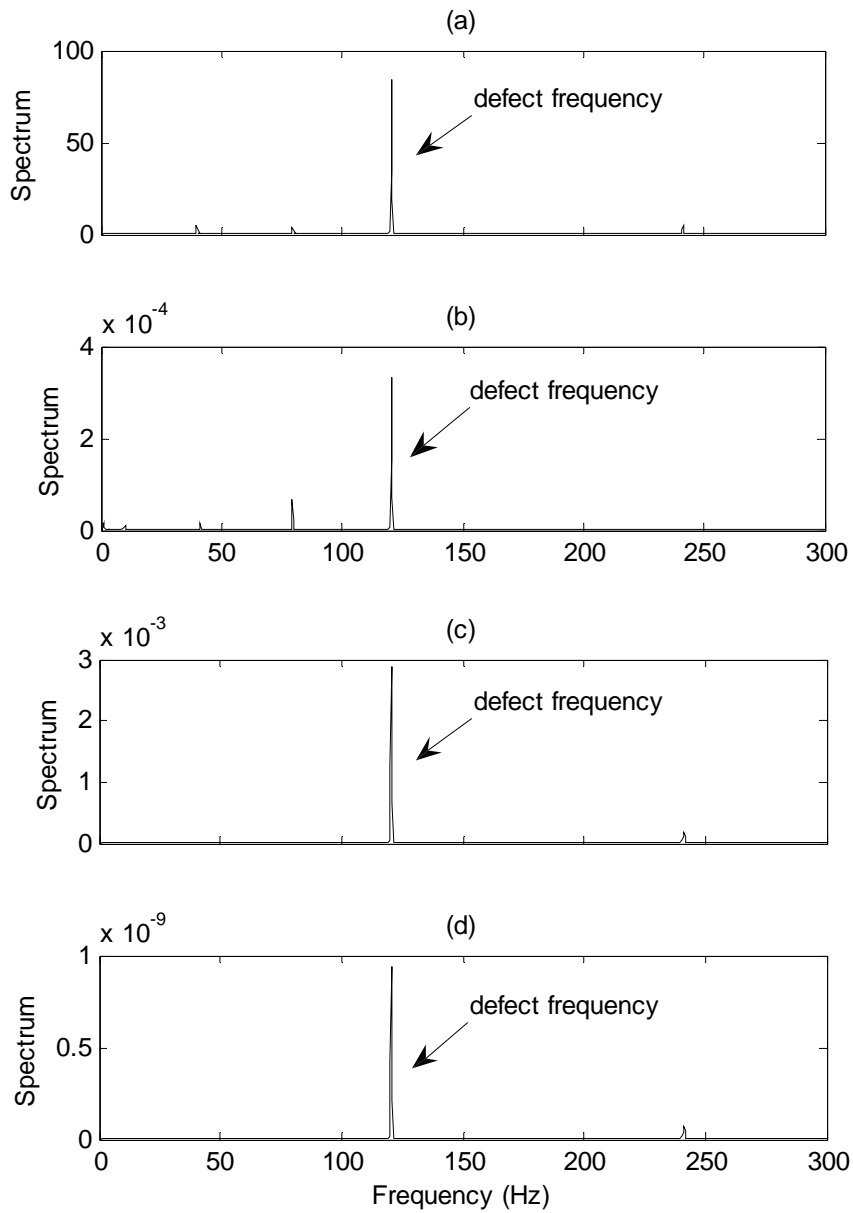 (a)
100
50
0
Spectrum
defect frequency
x 10^-4
(b)
4
2
0
Spectrum
defect frequency
0 50 100 150 200 250 300
x 10^-3
(c)
3
2
1
0
Spectrum
defect frequency
x 10^-9
(d)
1
0.5
0
Spectrum
defect frequency
0 50 100 150 200 250 300
Frequency (Hz)